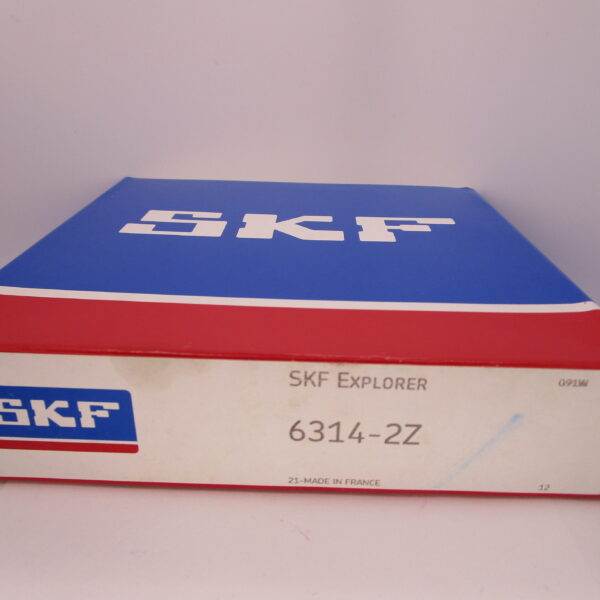 SKF
SKF EXPLORER
091W
SKF
6314-2Z
21-MADE IN FRANCE
12